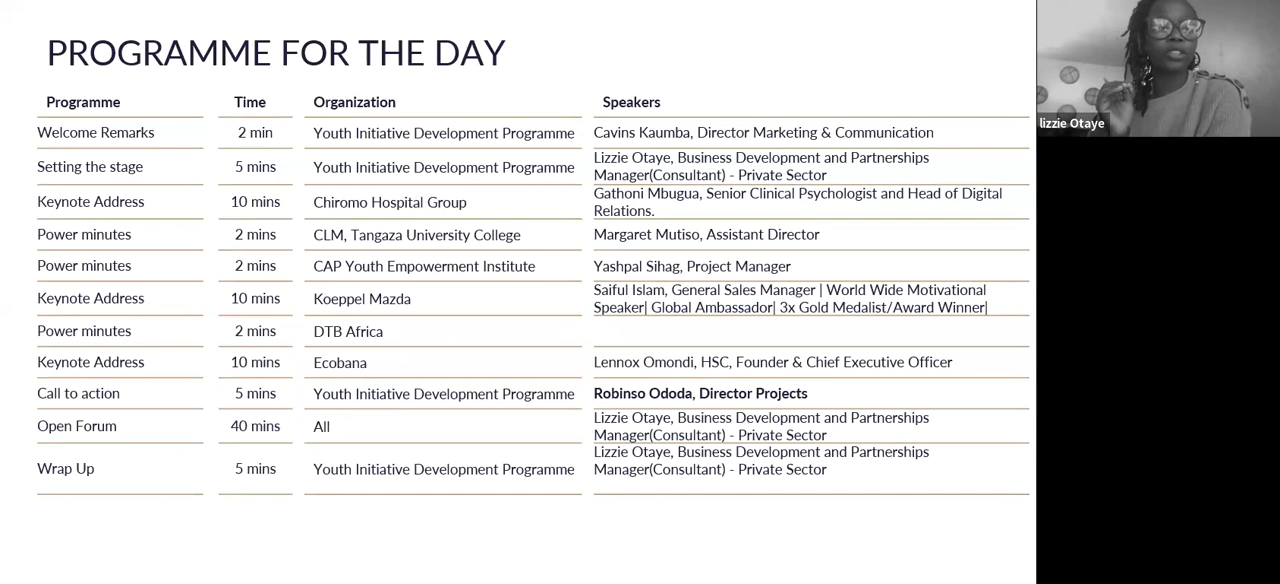 PROGRAMME FOR THE DAY
lizzie Otaye
Programme Time Organization Speakers
Welcome Remarks 2 min Youth Initiative Development Programme Cavins Kaumba, Director Marketing & Communication
Setting the stage 5 mins Youth Initiative Development Programme Lizzie Otaye, Business Development and Partnerships
Manager(Consultant) - Private Sector
Keynote Address 10 mins Chiromo Hospital Group Gathoni Mbugua, Senior Clinical Psychologist and Head of Digital
Relations.
Power minutes 2 mins CLM, Tangaza University College Margaret Mutiso, Assistant Director
Power minutes 2 mins CAP Youth Empowerment Institute Yashpal Sihag, Project Manager
Keynote Address 10 mins Koeppel Mazda Saiful Islam, General Sales Manager | World Wide Motivational
Speaker| Global Ambassador| 3x Gold Medalist/Award Winner|
Power minutes 2 mins DTB Africa
Keynote Address 10 mins Ecobana Lennox Omondi, HSC, Founder & Chief Executive Officer
Call to action 5 mins Youth Initiative Development Programme Robinso Ododa, Director Projects
Open Forum 40 mins All Lizzie Otaye, Business Development and Partnerships
Manager(Consultant) - Private Sector
Wrap Up 5 mins Youth Initiative Development Programme Lizzie Otaye, Business Development and Partnerships
Manager(Consultant) - Private Sector